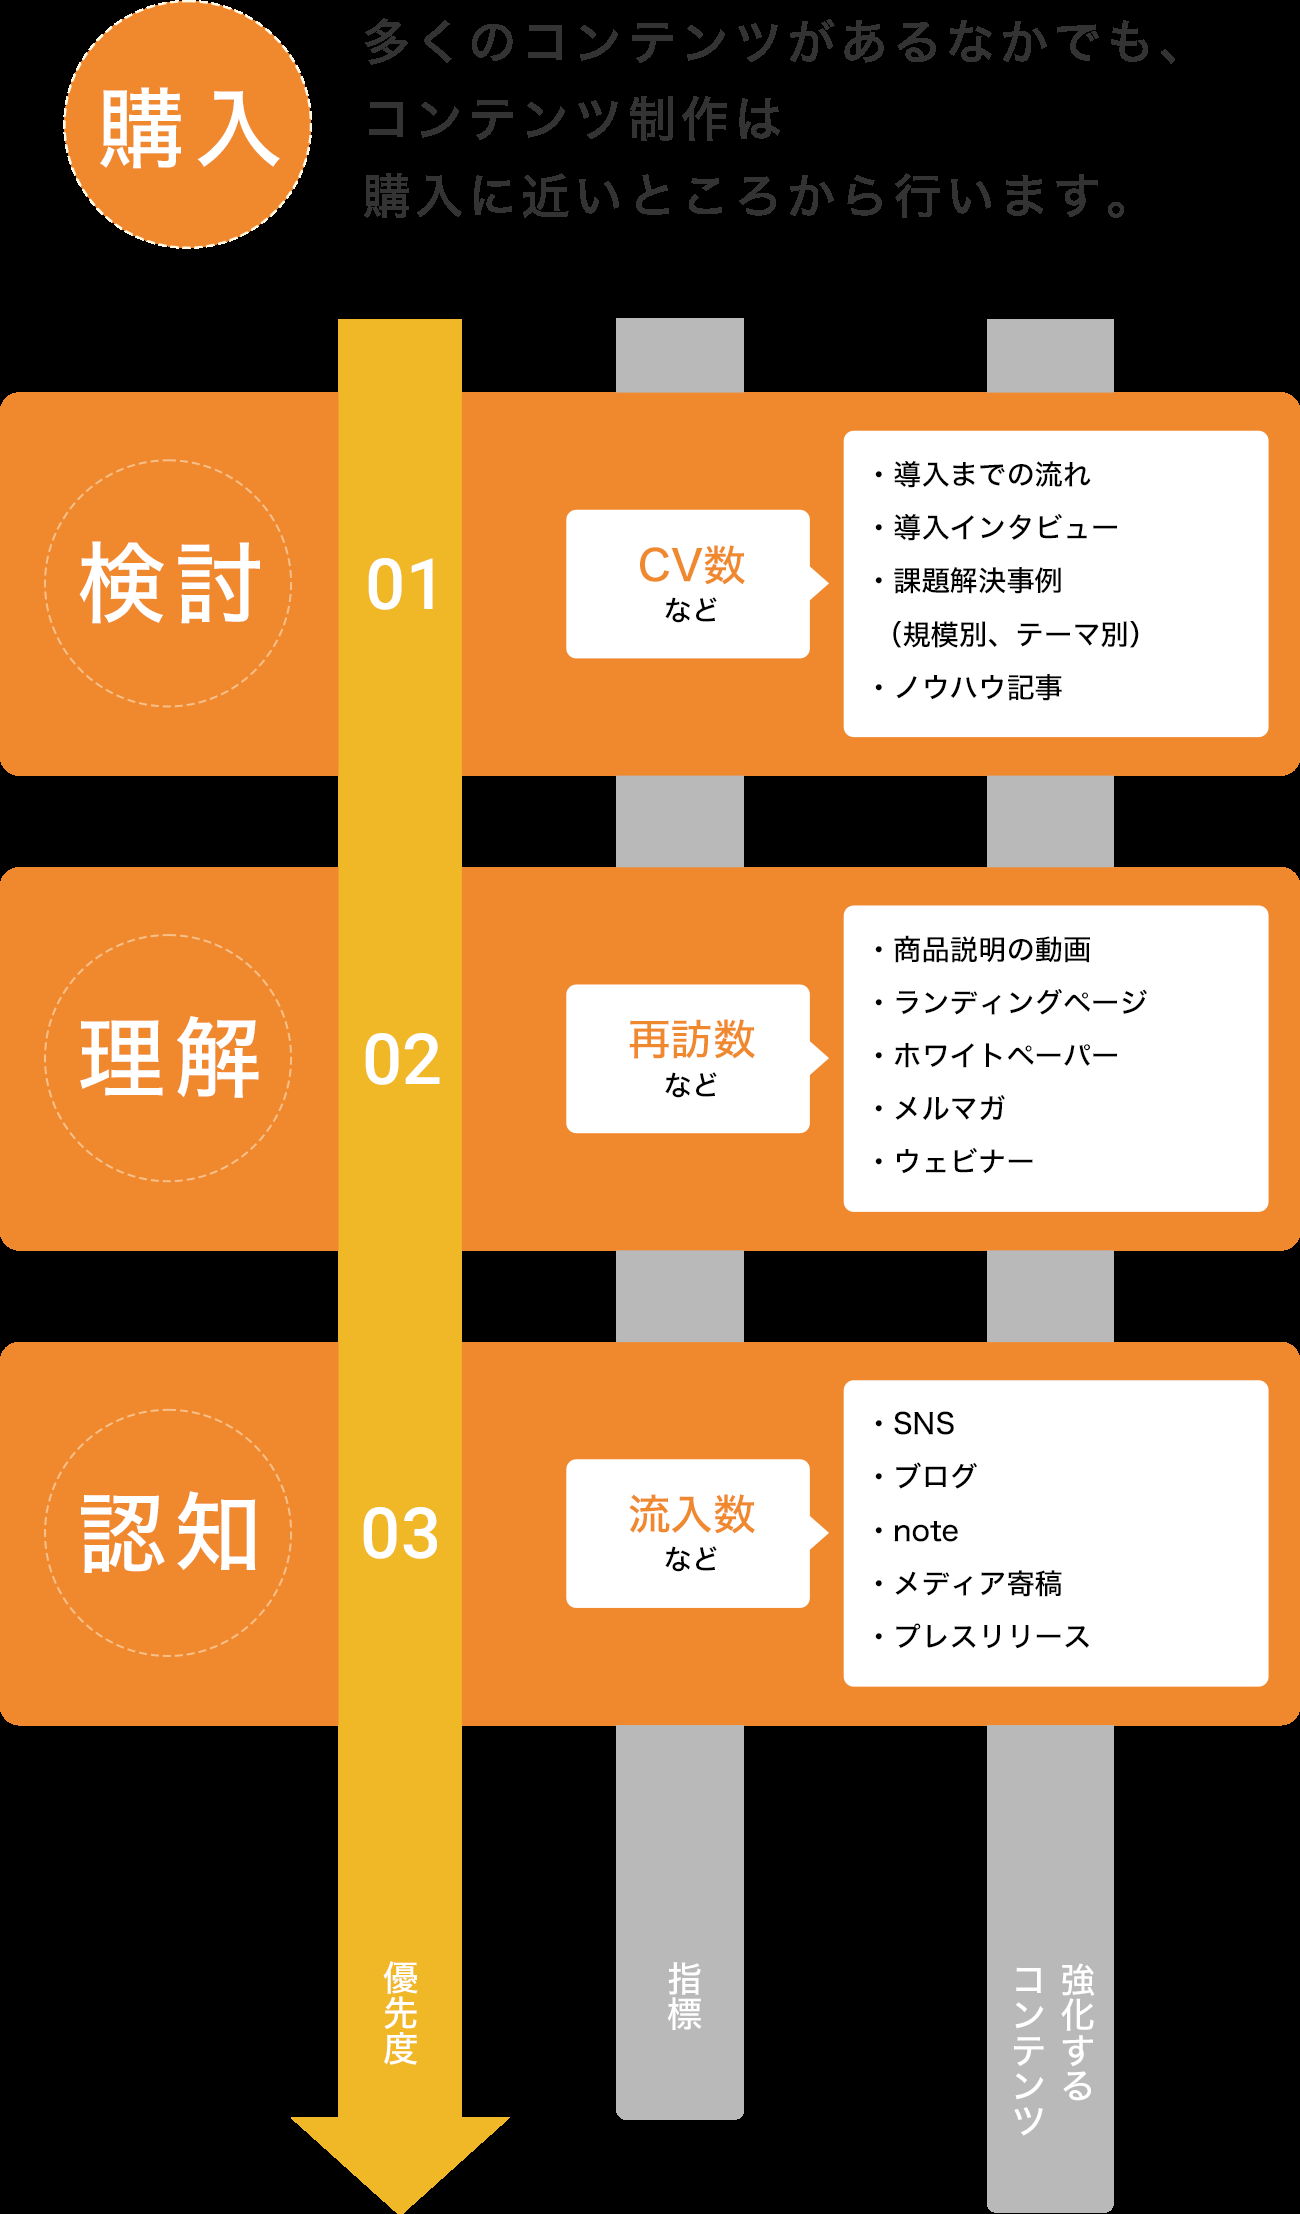 購入
多くのコンテンツがあるなかでも、
コンテンツ制作は
購入に近いところから行います。
検討
01
CV数
など
・導入までの流れ
・導入インタビュー
・課題解決事例
（規模別、テーマ別）
・ノウハウ記事
理解
02
再訪数
など
・商品説明の動画
・ランディングページ
・ホワイトペーパー
・メルマガ
・ウェビナー
認知
03
流入数
など
・SNS
・ブログ
・note
・メディア寄稿
・プレスリリース
優先度
指標
強化する
コンテンツ